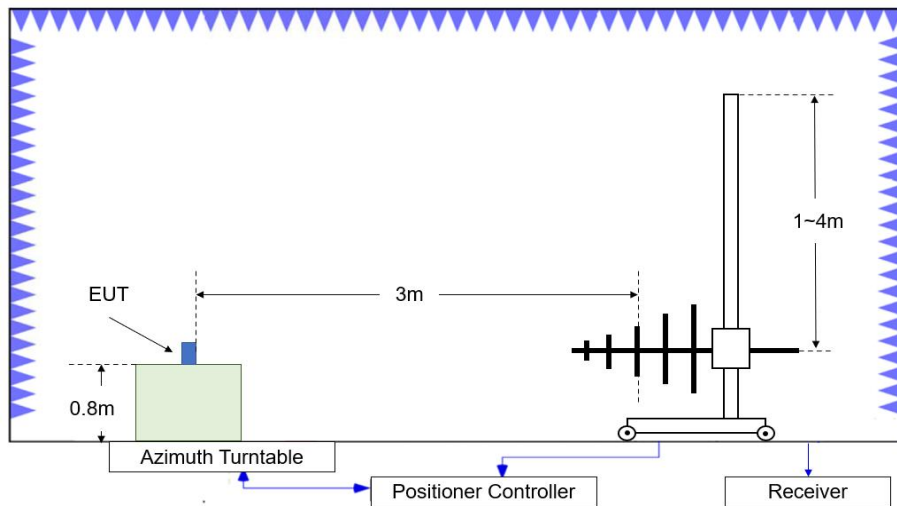 1~4m
3m
EUT
0.8m
Azimuth Turntable
Positioner Controller
Receiver